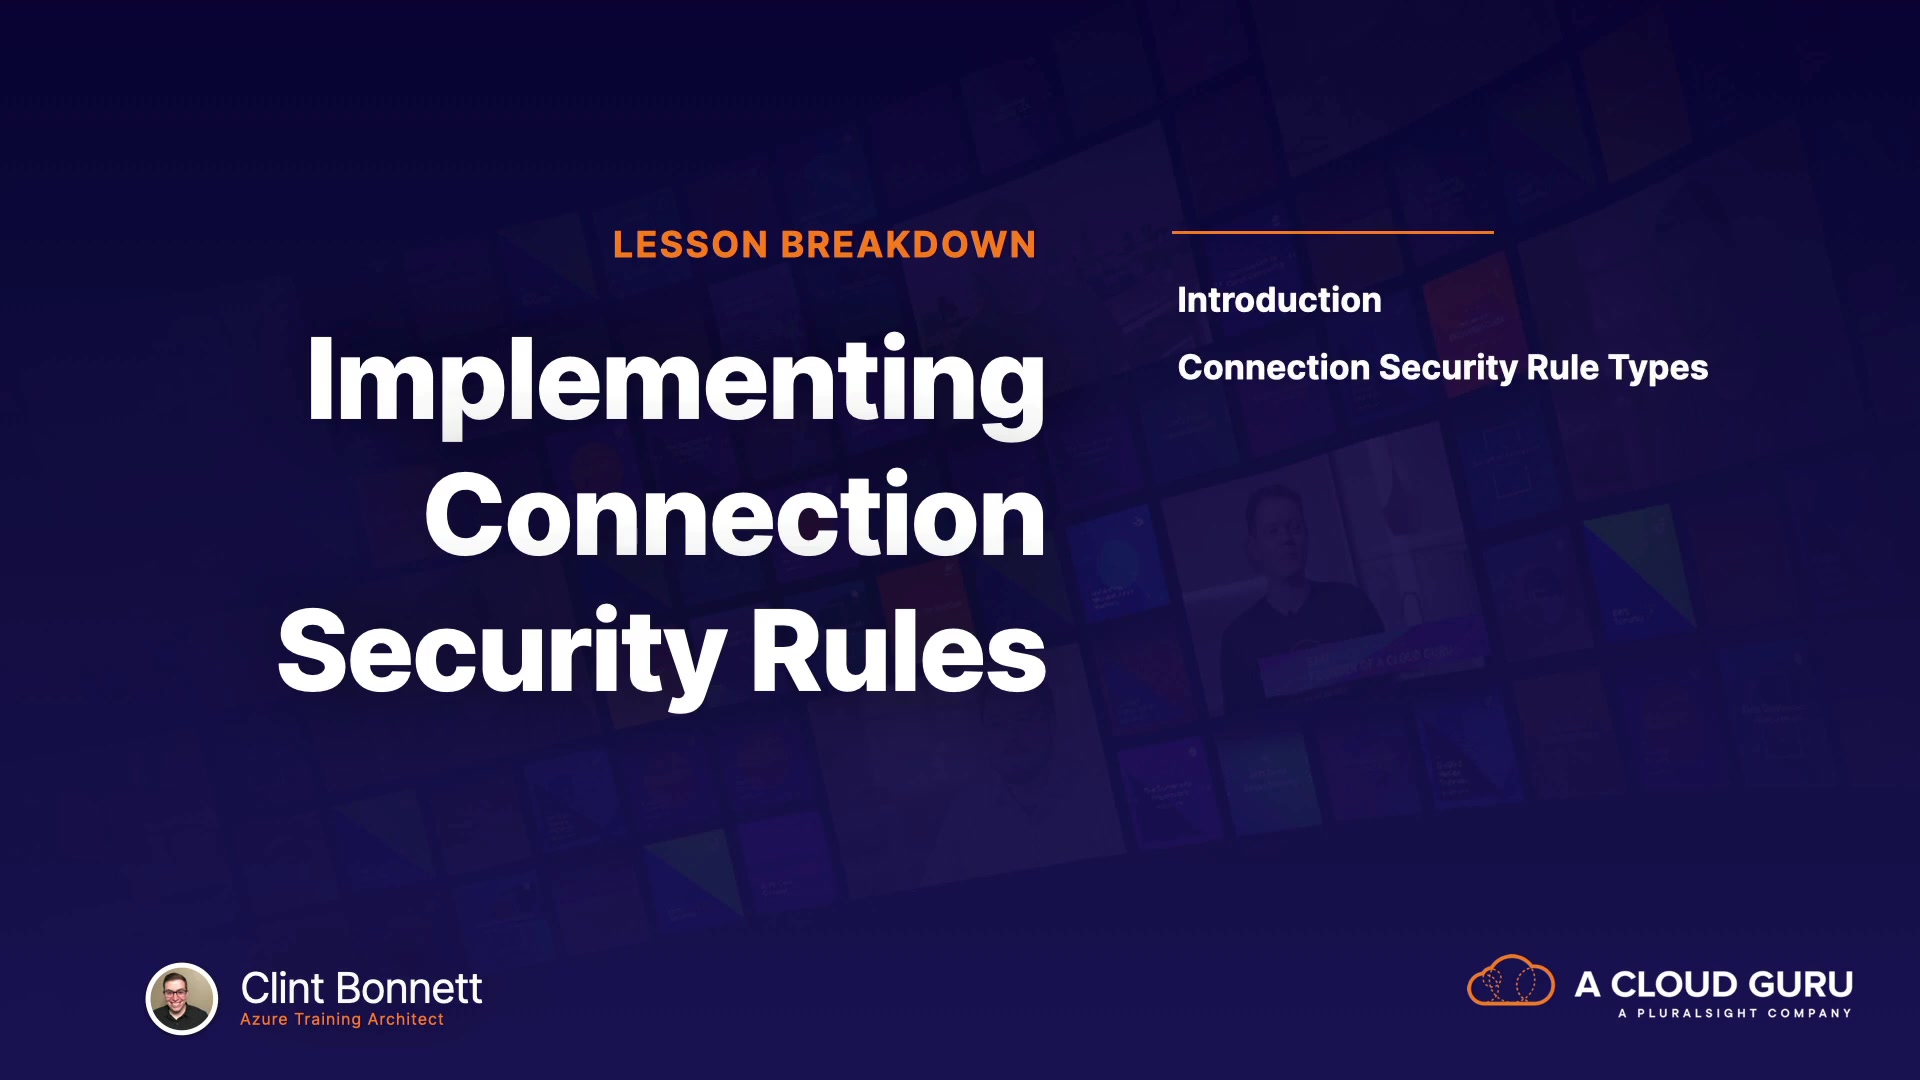 LESSON BREAKDOWN
Implementing
Connection
Security Rules
Introduction
Connection Security Rule Types
Clint Bonnett
Azure Training Architect
A CLOUD GURU
A PLURALSIGHT COMPANY